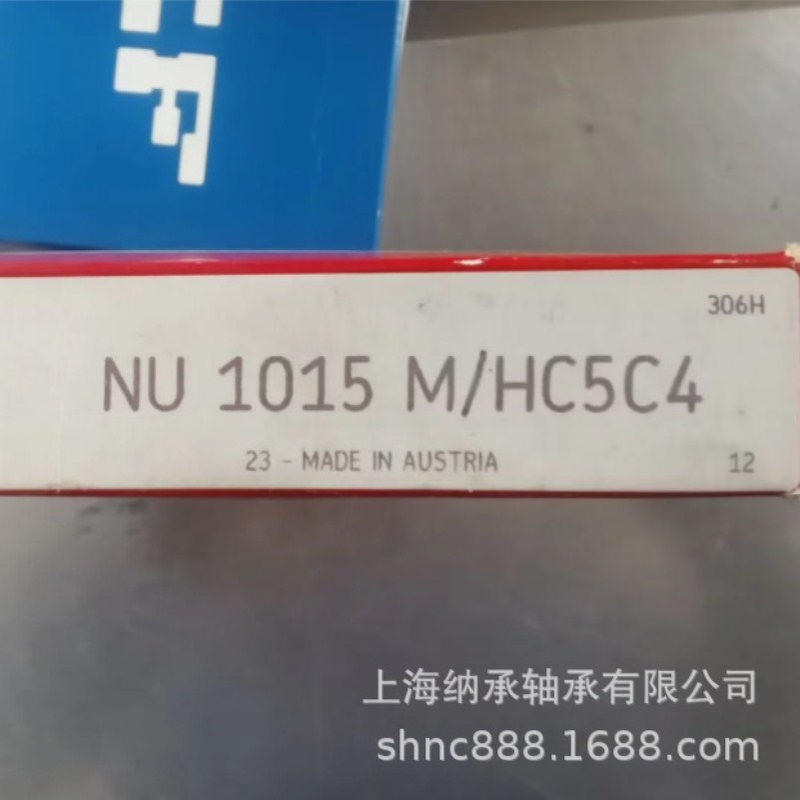 306H
NU 1015 M/HC5C4
23 - MADE IN AUSTRIA
12
上海纳承轴承有限公司
shnc888.1688.com